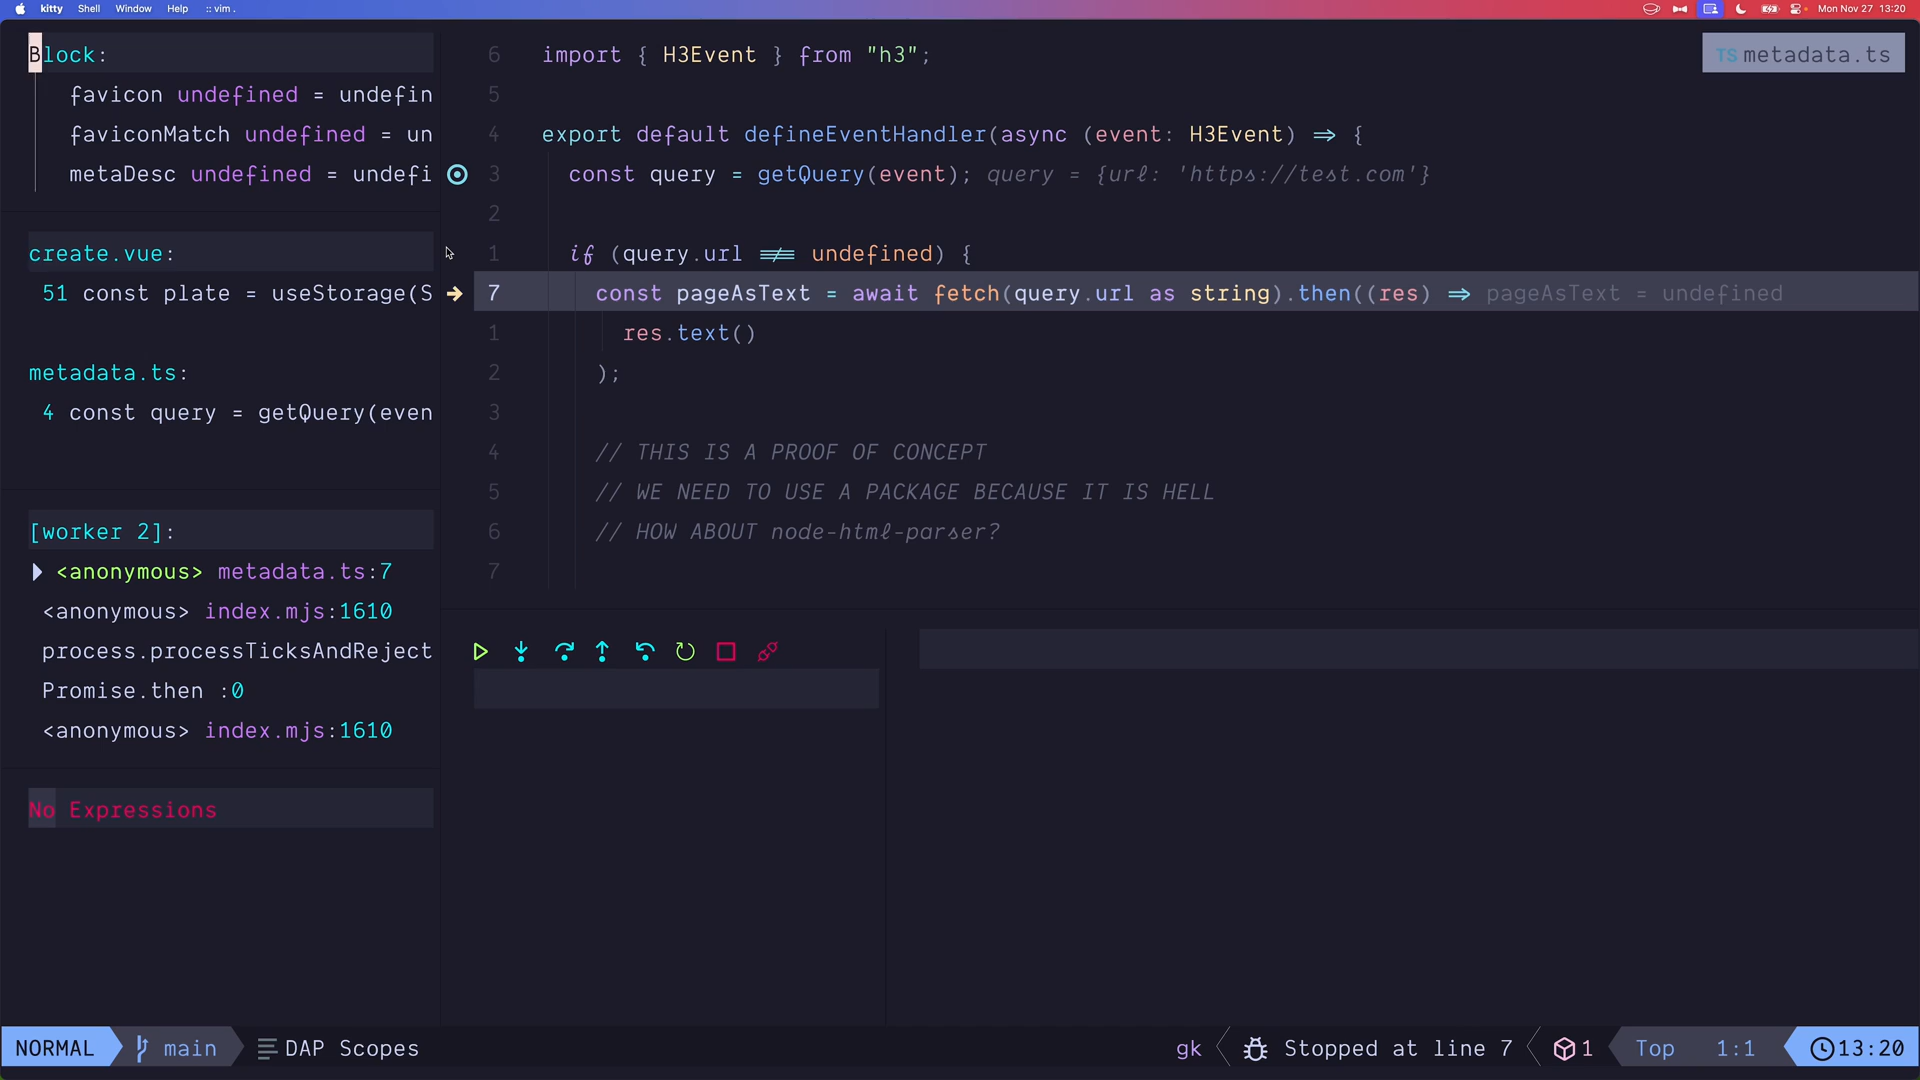 kitty Shell Window Help :: vim . Mon Nov 27 13:20
Block:
favicon undefined = undefin
faviconMatch undefined = un
metaDesc undefined = undefi
create.vue:
51 const plate = useStorage(S
metadata.ts:
4 const query = getQuery(even
[worker 2]:
<anonymous> metadata.ts:7
<anonymous> index.mjs:1610
process.processTicksAndReject
Promise.then :0
<anonymous> index.mjs:1610
No Expressions
TS metadata.ts
6 import { H3Event } from "h3";
5
4 export default defineEventHandler(async (event: H3Event) => {
3 const query = getQuery(event); query = {url: 'https://test.com'}
2
1 if (query.url !== undefined) {
7 const pageAsText = await fetch(query.url as string).then((res) => pageAsText = undefined
1 res.text()
2 );
3
4 // THIS IS A PROOF OF CONCEPT
5 // WE NEED TO USE A PACKAGE BECAUSE IT IS HELL
6 // HOW ABOUT node-html-parser?
7
NORMAL main DAP Scopes gk Stopped at line 7 1 Top 1:1 13:20